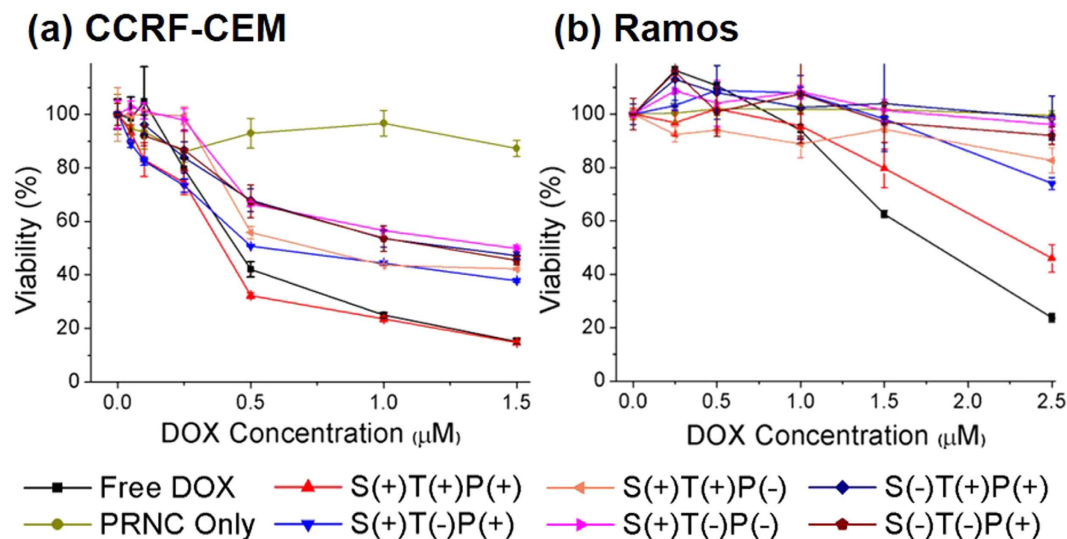 (a) CCRF-CEM
(b) Ramos
Viability (%)
100
80
60
40
20
0
0.0 0.5 1.0 1.5
DOX Concentration (μM)
Viability (%)
100
80
60
40
20
0
0.0 0.5 1.0 1.5 2.0 2.5
DOX Concentration (μM)
Free DOX S(+)T(+)P(+) S(+)T(+)P(-) S(-)T(+)P(+)
PRNC Only S(+)T(-)P(+) S(+)T(-)P(-) S(-)T(-)P(+)